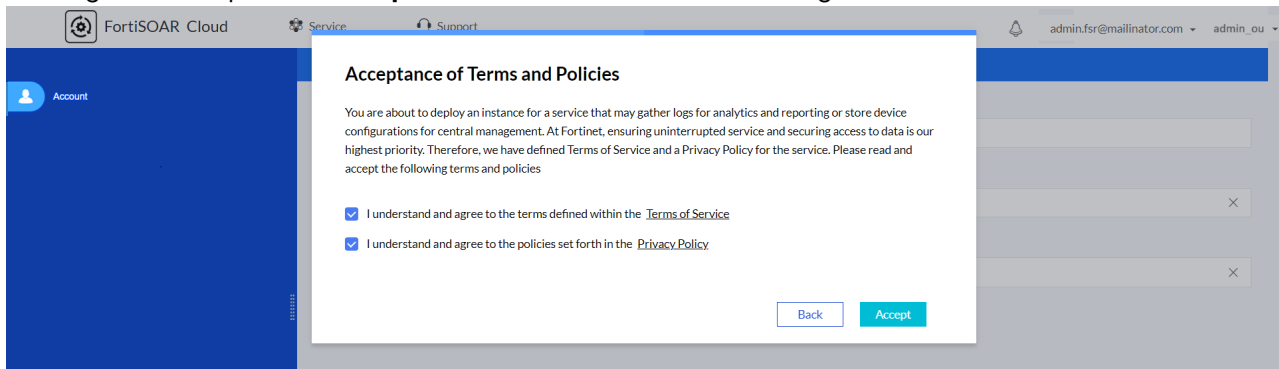 FortiSOAR Cloud Service Support admin.fsr@mailinator.com admin_ou
Account
Acceptance of Terms and Policies
You are about to deploy an instance for a service that may gather logs for analytics and reporting or store device
configurations for central management. At Fortinet, ensuring uninterrupted service and securing access to data is our
highest priority. Therefore, we have defined Terms of Service and a Privacy Policy for the service. Please read and
accept the following terms and policies
I understand and agree to the terms defined within the Terms of Service
I understand and agree to the policies set forth in the Privacy Policy
Back Accept